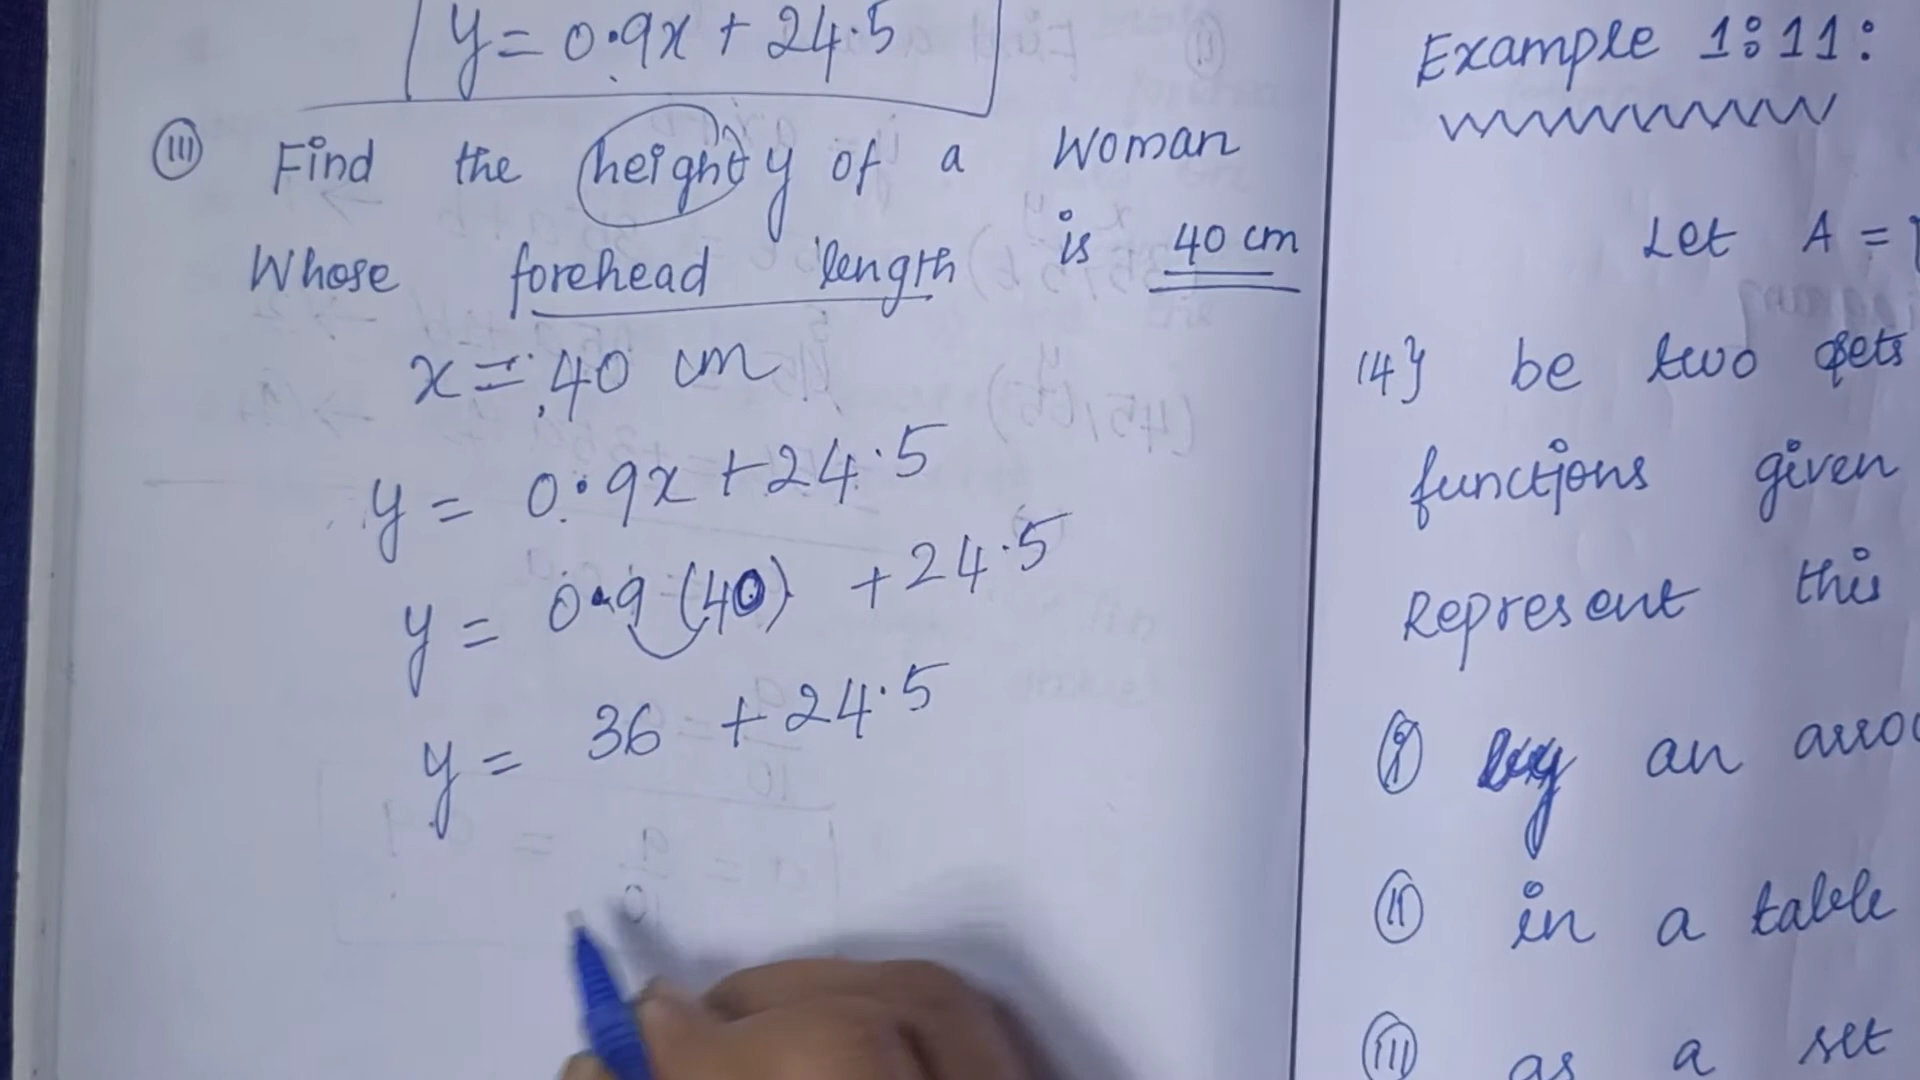 y = 0.9x + 24.5
(III) Find the height y of a Woman
Whose forehead length is 40 cm
x = 40 cm
y = 0.9x + 24.5
y = 0.9 (40) + 24.5
y = 36 + 24.5
Example 1:11:
Let A =
14} be two sets
functions given
Represent this
(i) by an
(II) in a table
(III) as a set